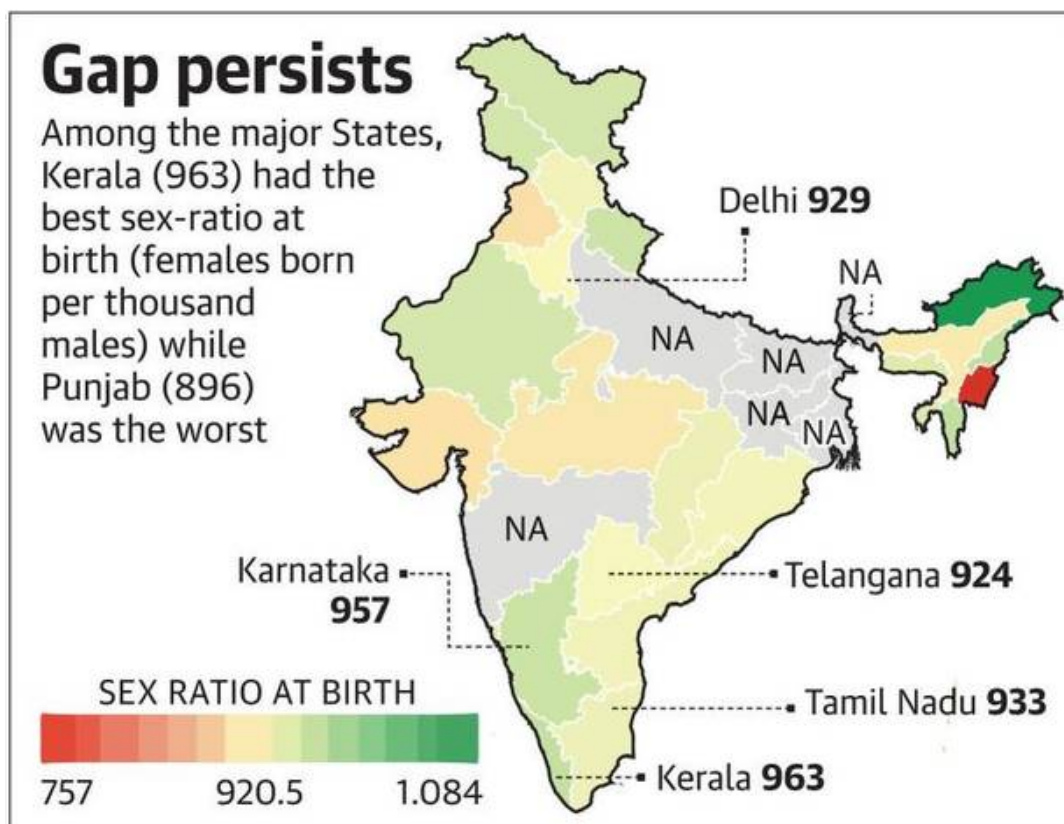 Gap persists
Among the major States,
Kerala (963) had the
best sex-ratio at
birth (females born
per thousand
males) while
Punjab (896)
was the worst
Delhi 929
NA
NA
NA
NA
NA
NA
Karnataka
957
Telangana 924
Tamil Nadu 933
Kerala 963
SEX RATIO AT BIRTH
757
920.5
1.084